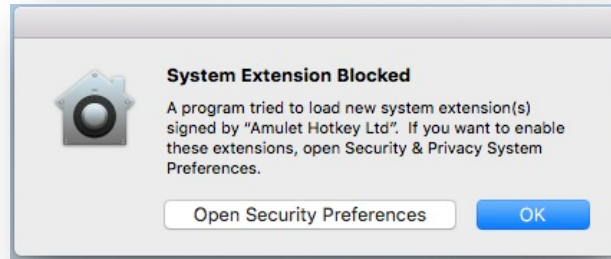 System Extension Blocked
A program tried to load new system extension(s)
signed by “Amulet Hotkey Ltd”.  If you want to enable
these extensions, open Security & Privacy System
Preferences.
Open Security Preferences
OK